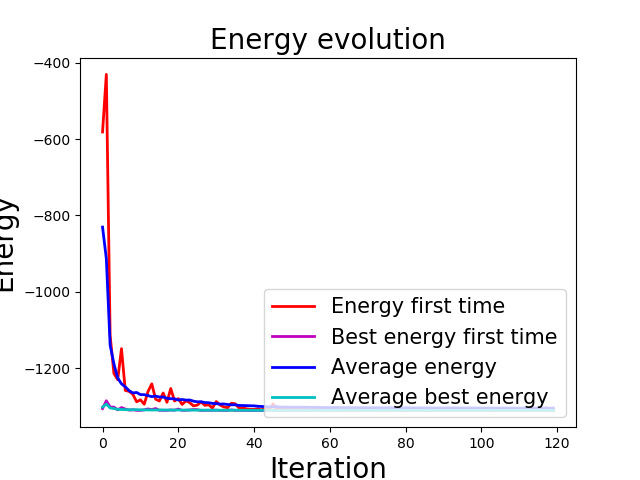 Energy evolution
Energy
−400
−600
−800
−1000
−1200
0
20
40
60
80
100
120
Iteration
Energy first time
Best energy first time
Average energy
Average best energy